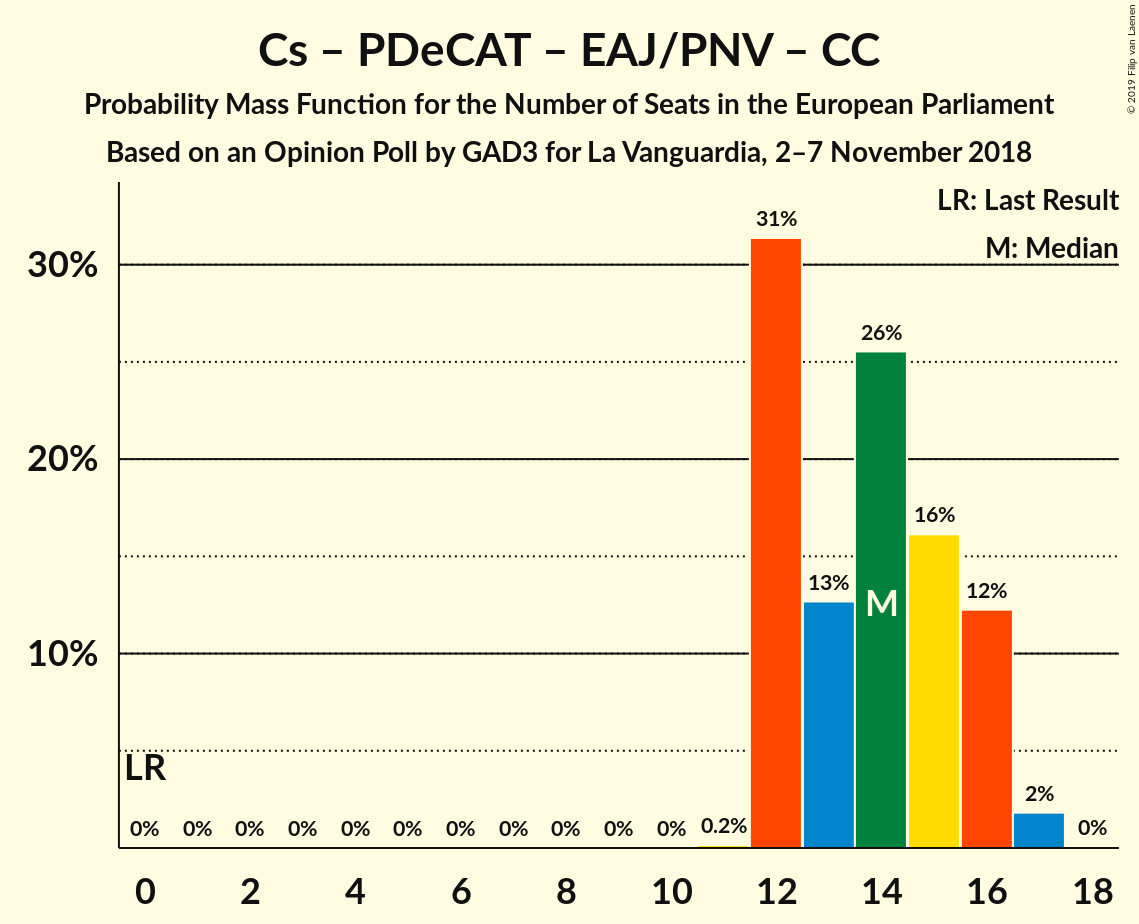 Cs – PDeCAT – EAJ/PNV – CC
Probability Mass Function for the Number of Seats in the European Parliament
Based on an Opinion Poll by GAD3 for La Vanguardia, 2–7 November 2018
© 2019 Filip van Laenen
LR: Last Result
M: Median
30%
20%
10%
31%
26%
16%
13%
12%
M
LR
2%
0% 0% 0% 0% 0% 0% 0% 0% 0% 0% 0% 0.2% 0%
0 2 4 6 8 10 12 14 16 18